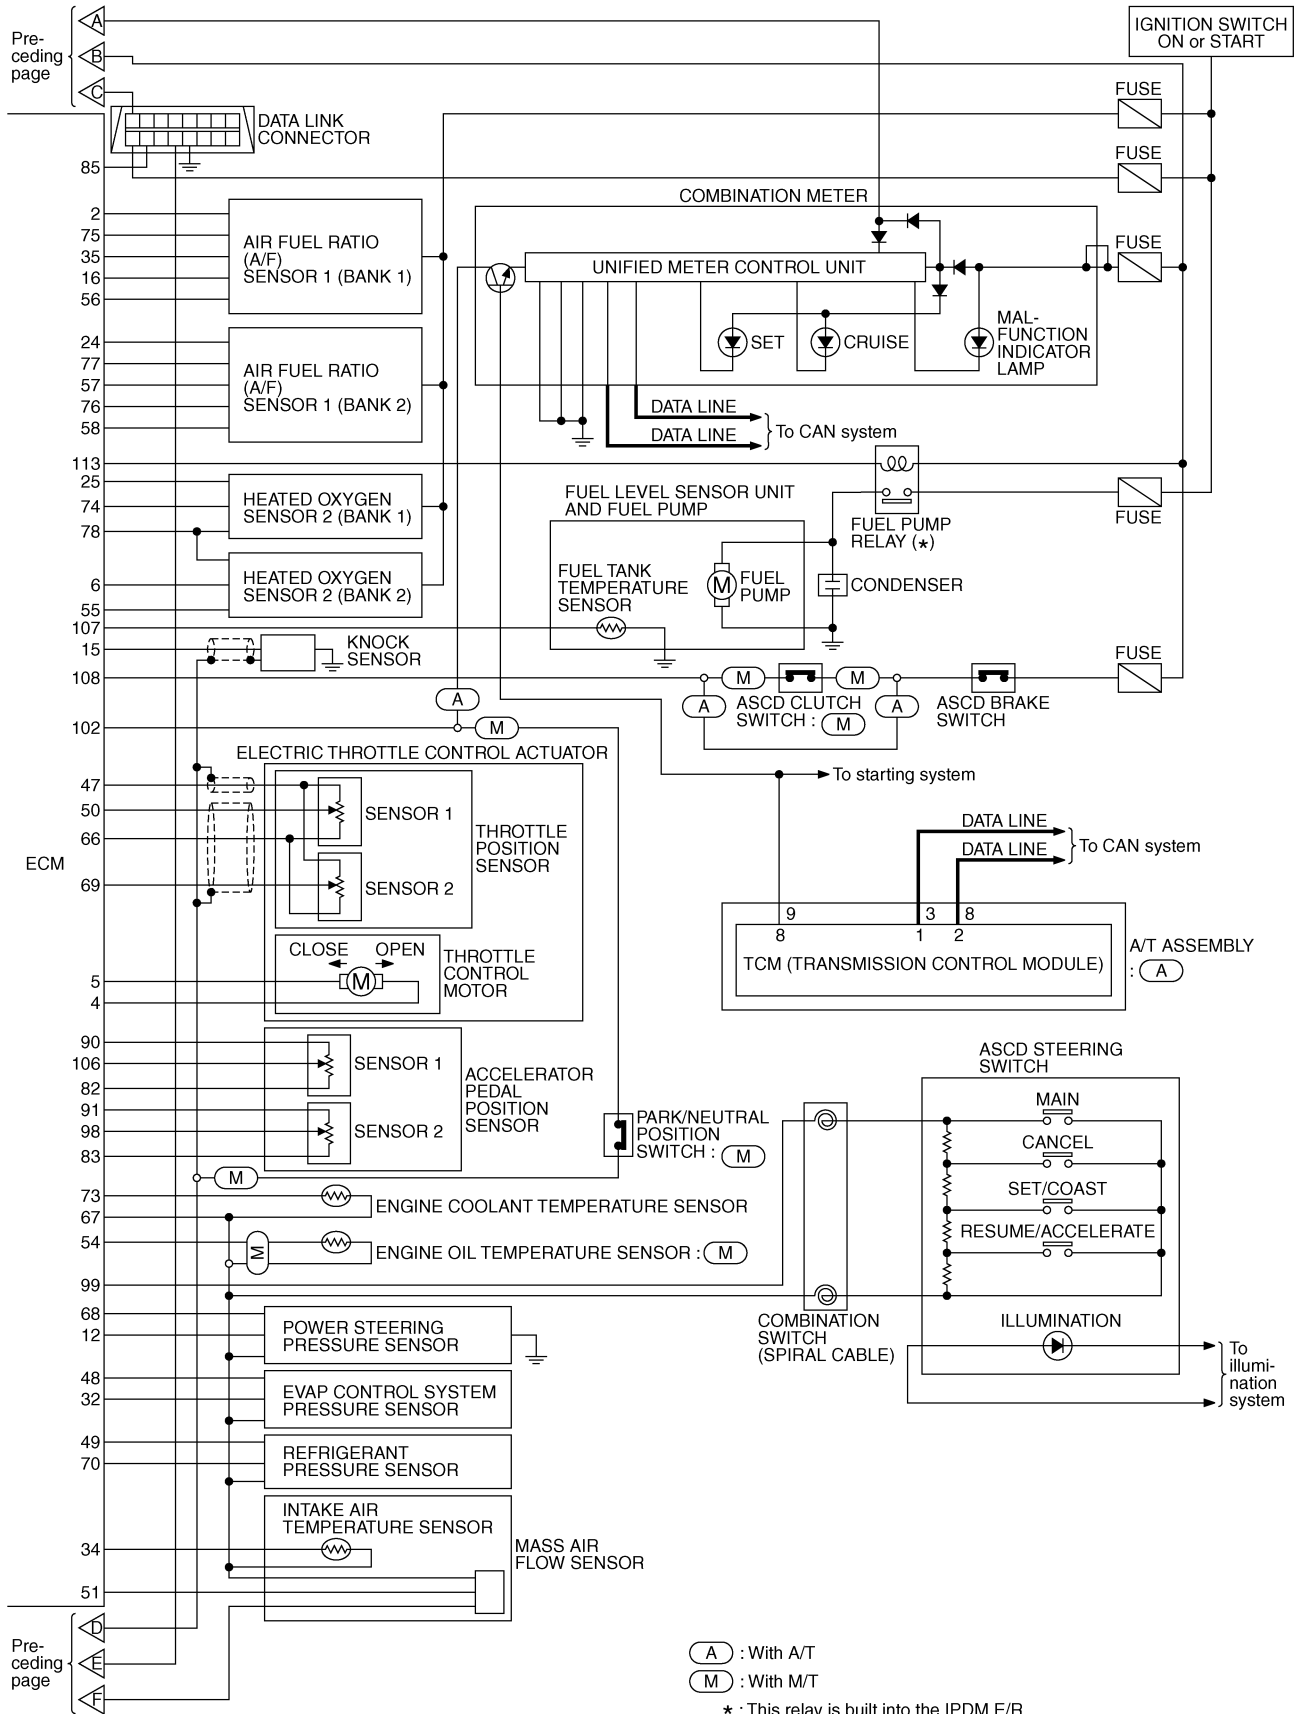 Pre-
ceding
page
A
B
C
IGNITION SWITCH
ON or START
FUSE
DATA LINK
CONNECTOR
85
FUSE
COMBINATION METER
2
75
35
16
56
AIR FUEL RATIO
(A/F)
SENSOR 1 (BANK 1)
UNIFIED METER CONTROL UNIT
FUSE
SET
CRUISE
MAL-
FUNCTION
INDICATOR
LAMP
24
77
57
76
58
AIR FUEL RATIO
(A/F)
SENSOR 1 (BANK 2)
DATA LINE
DATA LINE
To CAN system
113
25
74
78
HEATED OXYGEN
SENSOR 2 (BANK 1)
FUEL LEVEL SENSOR UNIT
AND FUEL PUMP
FUEL PUMP
RELAY (*)
FUSE
6
55
HEATED OXYGEN
SENSOR 2 (BANK 2)
FUEL TANK
TEMPERATURE
SENSOR
M
FUEL
PUMP
CONDENSER
107
15
KNOCK
SENSOR
108
A
M
M
A
A
ASCD CLUTCH
SWITCH : M
ASCD BRAKE
SWITCH
FUSE
102
M
ELECTRIC THROTTLE CONTROL ACTUATOR
To starting system
47
50
66
69
SENSOR 1
SENSOR 2
THROTTLE
POSITION
SENSOR
ECM
DATA LINE
DATA LINE
To CAN system
9
3
8
8
1
2
TCM (TRANSMISSION CONTROL MODULE)
A/T ASSEMBLY
: A
CLOSE
OPEN
M
THROTTLE
CONTROL
MOTOR
5
4
90
106
82
91
98
83
SENSOR 1
SENSOR 2
ACCELERATOR
PEDAL
POSITION
SENSOR
PARK/NEUTRAL
POSITION
SWITCH : M
ASCD STEERING
SWITCH
MAIN
CANCEL
SET/COAST
RESUME/ACCELERATE
M
73
67
ENGINE COOLANT TEMPERATURE SENSOR
54
M
ENGINE OIL TEMPERATURE SENSOR : M
99
COMBINATION
SWITCH
(SPIRAL CABLE)
ILLUMINATION
To
illumi-
nation
system
68
12
POWER STEERING
PRESSURE SENSOR
48
32
EVAP CONTROL SYSTEM
PRESSURE SENSOR
49
70
REFRIGERANT
PRESSURE SENSOR
INTAKE AIR
TEMPERATURE SENSOR
34
51
MASS AIR
FLOW SENSOR
Pre-
ceding
page
D
E
F
A : With A/T
M : With M/T
* : This relay is built into the IPDM E/R